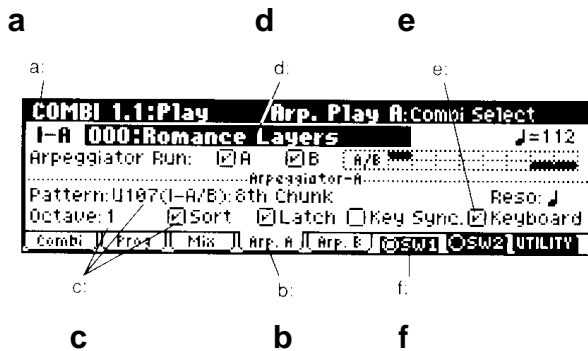 a d e
a: d: e:
COMBI 1.1:Play Arp. Play A:Combi Select
I-A 000:Romance Layers ♩=112
Arpeggiator Run: A B A/B
Arpeggiator-A
Pattern:U107(I-A/B):8th Chunk Reso:♩
Octave:1 Sort Latch Key Sync. Keyboard
Combi Prog Mix Arp. A Arp. B SW1 SW2 UTILITY
c: b: f:
c b f